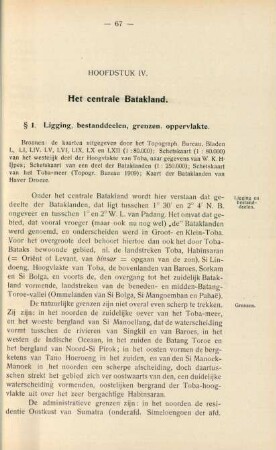 — 67 —
HOOFDSTUK IV.
Het centrale Batakland.
§ 1. Ligging, bestanddeelen, grenzen, oppervlakte.
Bronnen: de kaarten uitgegeven door het Topograph. Bureau, Bladen
L, LI, LIV, LV, LVI, LIX, LX en LXI (1 : 80.000); Schetskaart (1 : 80.000)
van het westelijk deel der Hoogvlakte van Toba, naar gegevens van W. K. H.
IJpes; Schetskaart van een deel der Bataklanden (1 : 250.000); Schetskaart
van het Toba-meer (Topogr. Bureau 1909); Kaart der Bataklanden van
Haver Droeze.
Onder het centrale Batakland wordt hier verstaan dat ge-
deelte der Bataklanden, dat ligt tusschen 1° 30′ en 2° 4′ N. B.
ongeveer en tusschen 1° en 2° W. L. van Padang. Het omvat dat ge-
bied, dat vooral vroeger (maar ook nu nog wel) „de” Bataklanden
werd genoemd, en onderscheiden werd in Groot- en Klein-Toba.
Voor het overgroote deel behoort hierdoor dan ook het door Toba-
Bataks bewoonde gebied, nl. de landstreken Toba, Habinsaran
(= Oriënt of Levant, van binsar = opgaan van de zon), Si Lin-
doeng, Hoogvlakte van Toba, de bovenlanden van Baroes, Sorkam
en Si Bolga, en voorts de, den overgang tot het zuidelijk Batak-
land vormende, landstreken van de beneden- en midden-Batang-
Toroe-vallei (Ommelanden van Si Bolga, Si Mangoemban en Pahaë).
Ligging en
bestand-
deelen.
De natuurlijke grenzen zijn niet overal even scherp te trekken.
Zij zijn: in het noorden de zuidelijke oever van het Toba-meer,
en het woeste bergland van Si Manoellang, dat de waterscheiding
vormt tusschen de rivieren van Singkil en van Baroes, in het
westen de Indische Oceaan, in het zuiden de Batang Toroe en
het bergland van Noord-Si Pirok; in het oosten vormen de berg-
ketens van Tano Hoeroeng in het zuiden, en die van Si Manoek-
Manoek in het noorden een scherpe afscheiding, doch daartus-
schen strekt het gebied zich ver oostwaarts van den, den zuidelijke
waterscheiding vormenden, oostelijken bergrand der Toba-hoog-
vlakte uit over het zeer bergachtige Habinsaran.
Grenzen.
De administratieve grenzen zijn: in het noorden de residentie
Oostkust van Sumatra (onderafd. Simeloengoen der afd.